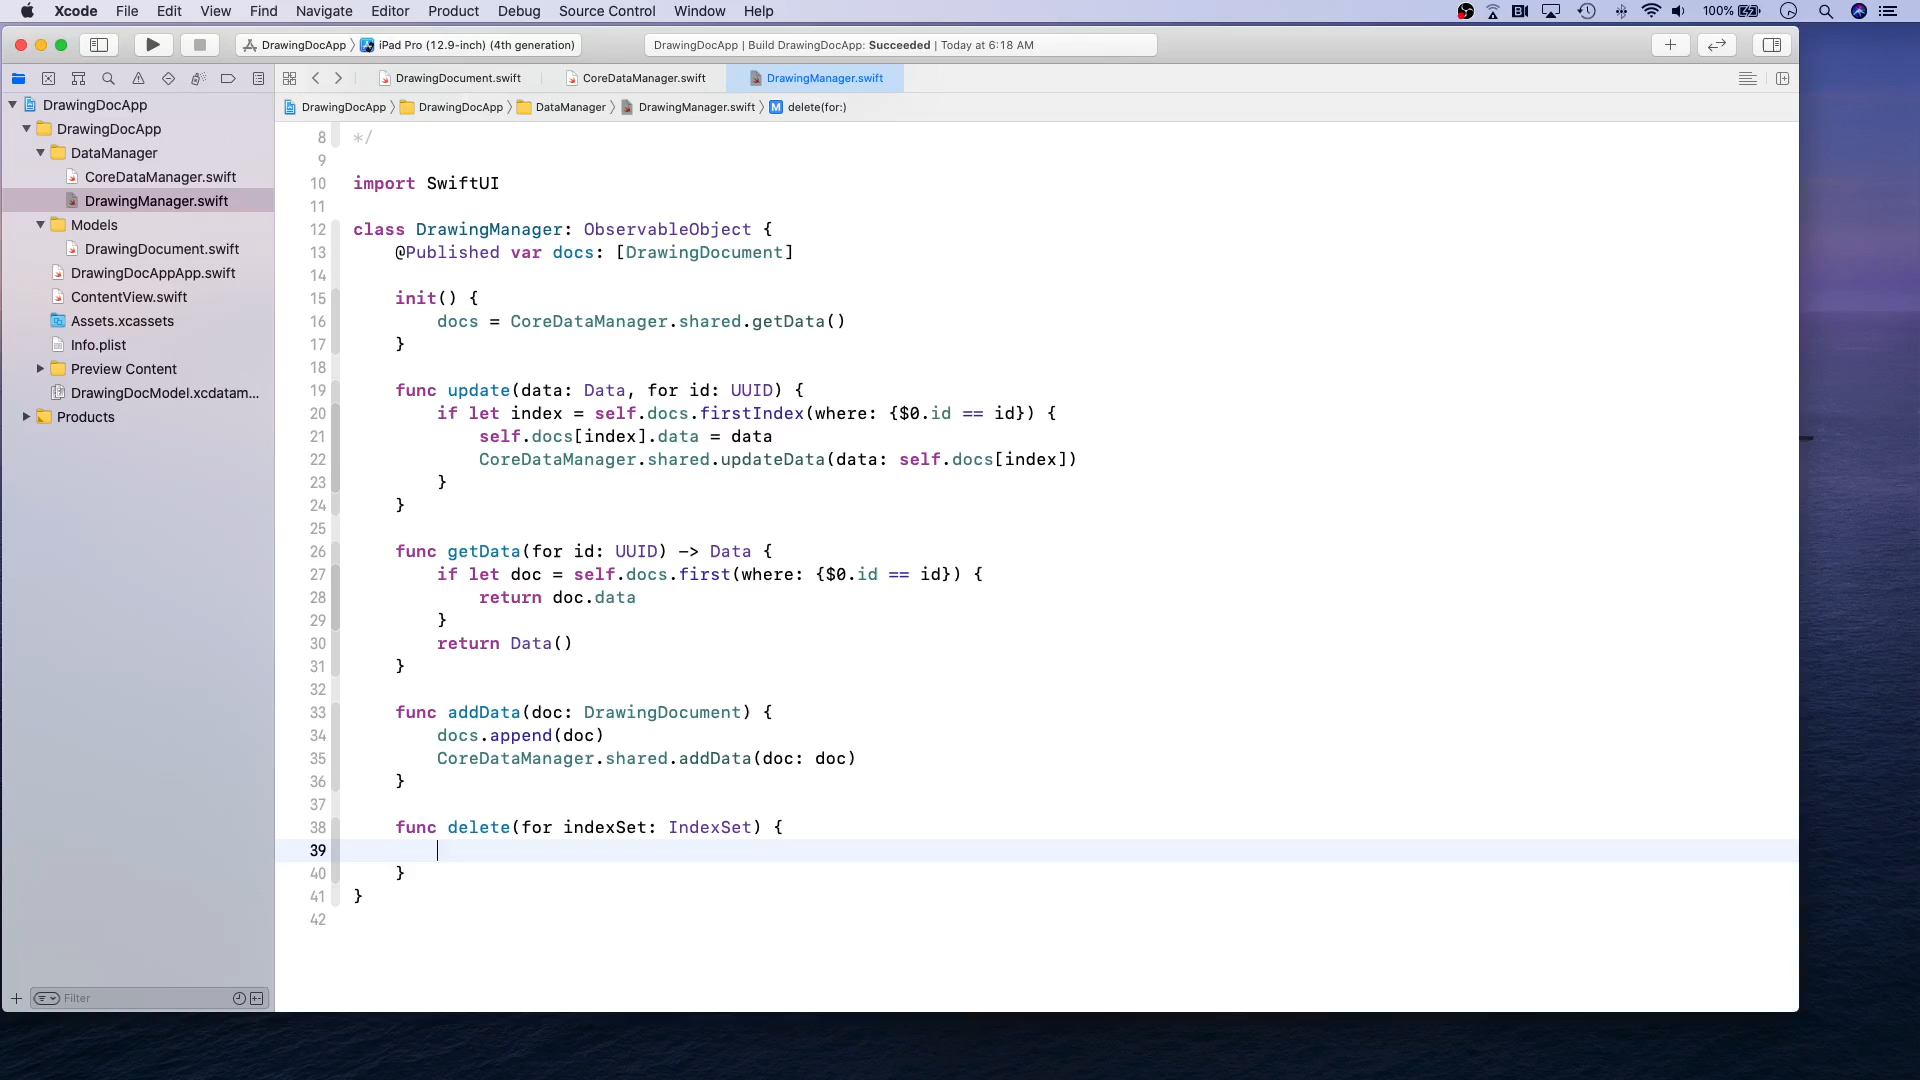 Xcode File Edit View Find Navigate Editor Product Debug Source Control Window Help 100%
DrawingDocApp iPad Pro (12.9-inch) (4th generation) DrawingDocApp | Build DrawingDocApp: Succeeded | Today at 6:18 AM
DrawingDocument.swift CoreDataManager.swift DrawingManager.swift
DrawingDocApp DrawingDocApp DataManager DrawingManager.swift M delete(for:)
DrawingDocApp
DrawingDocApp
DataManager
CoreDataManager.swift
DrawingManager.swift
Models
DrawingDocument.swift
DrawingDocAppApp.swift
ContentView.swift
Assets.xcassets
Info.plist
Preview Content
DrawingDocModel.xcdatam...
Products
Filter
8 */
9
10 import SwiftUI
11
12 class DrawingManager: ObservableObject {
13 @Published var docs: [DrawingDocument]
14
15 init() {
16 docs = CoreDataManager.shared.getData()
17 }
18
19 func update(data: Data, for id: UUID) {
20 if let index = self.docs.firstIndex(where: {$0.id == id}) {
21 self.docs[index].data = data
22 CoreDataManager.shared.updateData(data: self.docs[index])
23 }
24 }
25
26 func getData(for id: UUID) -> Data {
27 if let doc = self.docs.first(where: {$0.id == id}) {
28 return doc.data
29 }
30 return Data()
31 }
32
33 func addData(doc: DrawingDocument) {
34 docs.append(doc)
35 CoreDataManager.shared.addData(doc: doc)
36 }
37
38 func delete(for indexSet: IndexSet) {
39
40 }
41 }
42